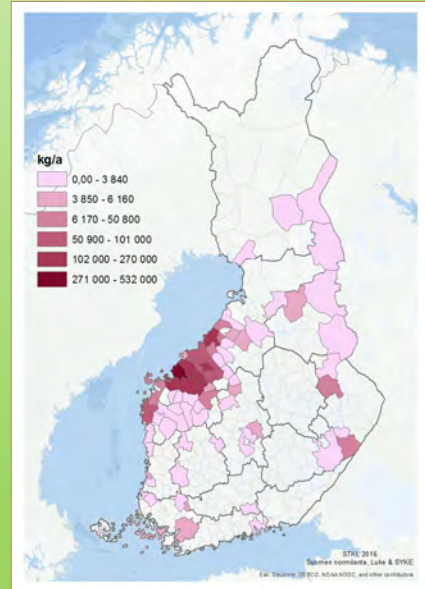 kg/a
0,00 - 3 840
3 850 - 6 160
6 170 - 50 800
50 900 - 101 000
102 000 - 270 000
271 000 - 532 000
STKL 2016
Suomen normilanta, Luke & SYKE
Esri, DeLorme, GEBCO, NOAA NGDC, and other contributors